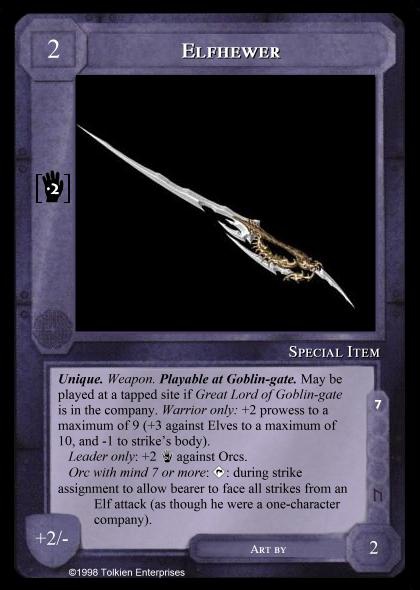 2
ELFHEWER
[2]
SPECIAL ITEM
Unique. Weapon. Playable at Goblin-gate. May be
played at a tapped site if Great Lord of Goblin-gate
is in the company. Warrior only: +2 prowess to a
maximum of 9 (+3 against Elves to a maximum of
10, and -1 to strike's body).
Leader only: +2 against Orcs.
Orc with mind 7 or more: : during strike
assignment to allow bearer to face all strikes from an
Elf attack (as though he were a one-character
company).
7
+2/-
ART BY
2
©1998 Tolkien Enterprises